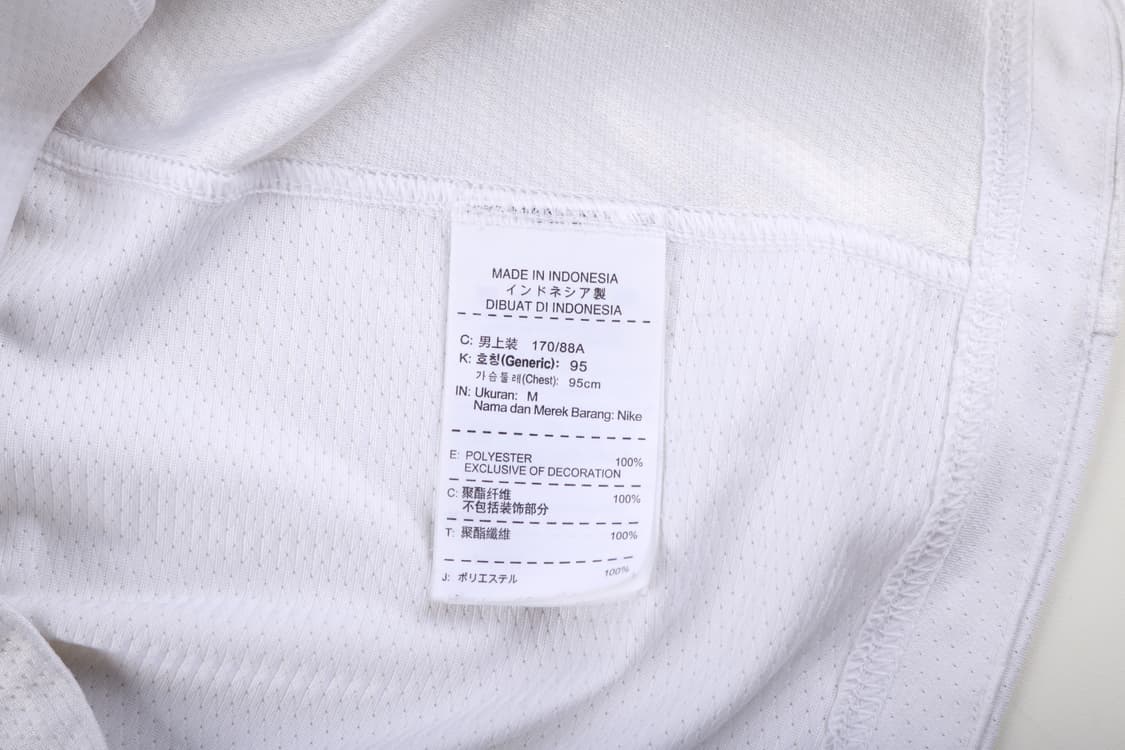 MADE IN INDONESIA
インドネシア製
DIBUAT DI INDONESIA
C: 男上装 170/88A
K: 호칭(Generic): 95
가슴둘레(Chest): 95cm
IN: Ukuran: M
Nama dan Merek Barang: Nike
E: POLYESTER 100%
EXCLUSIVE OF DECORATION
C: 聚酯纤维 100%
不包括装饰部分
T: 聚酯纖維 100%
J: ポリエステル 100%